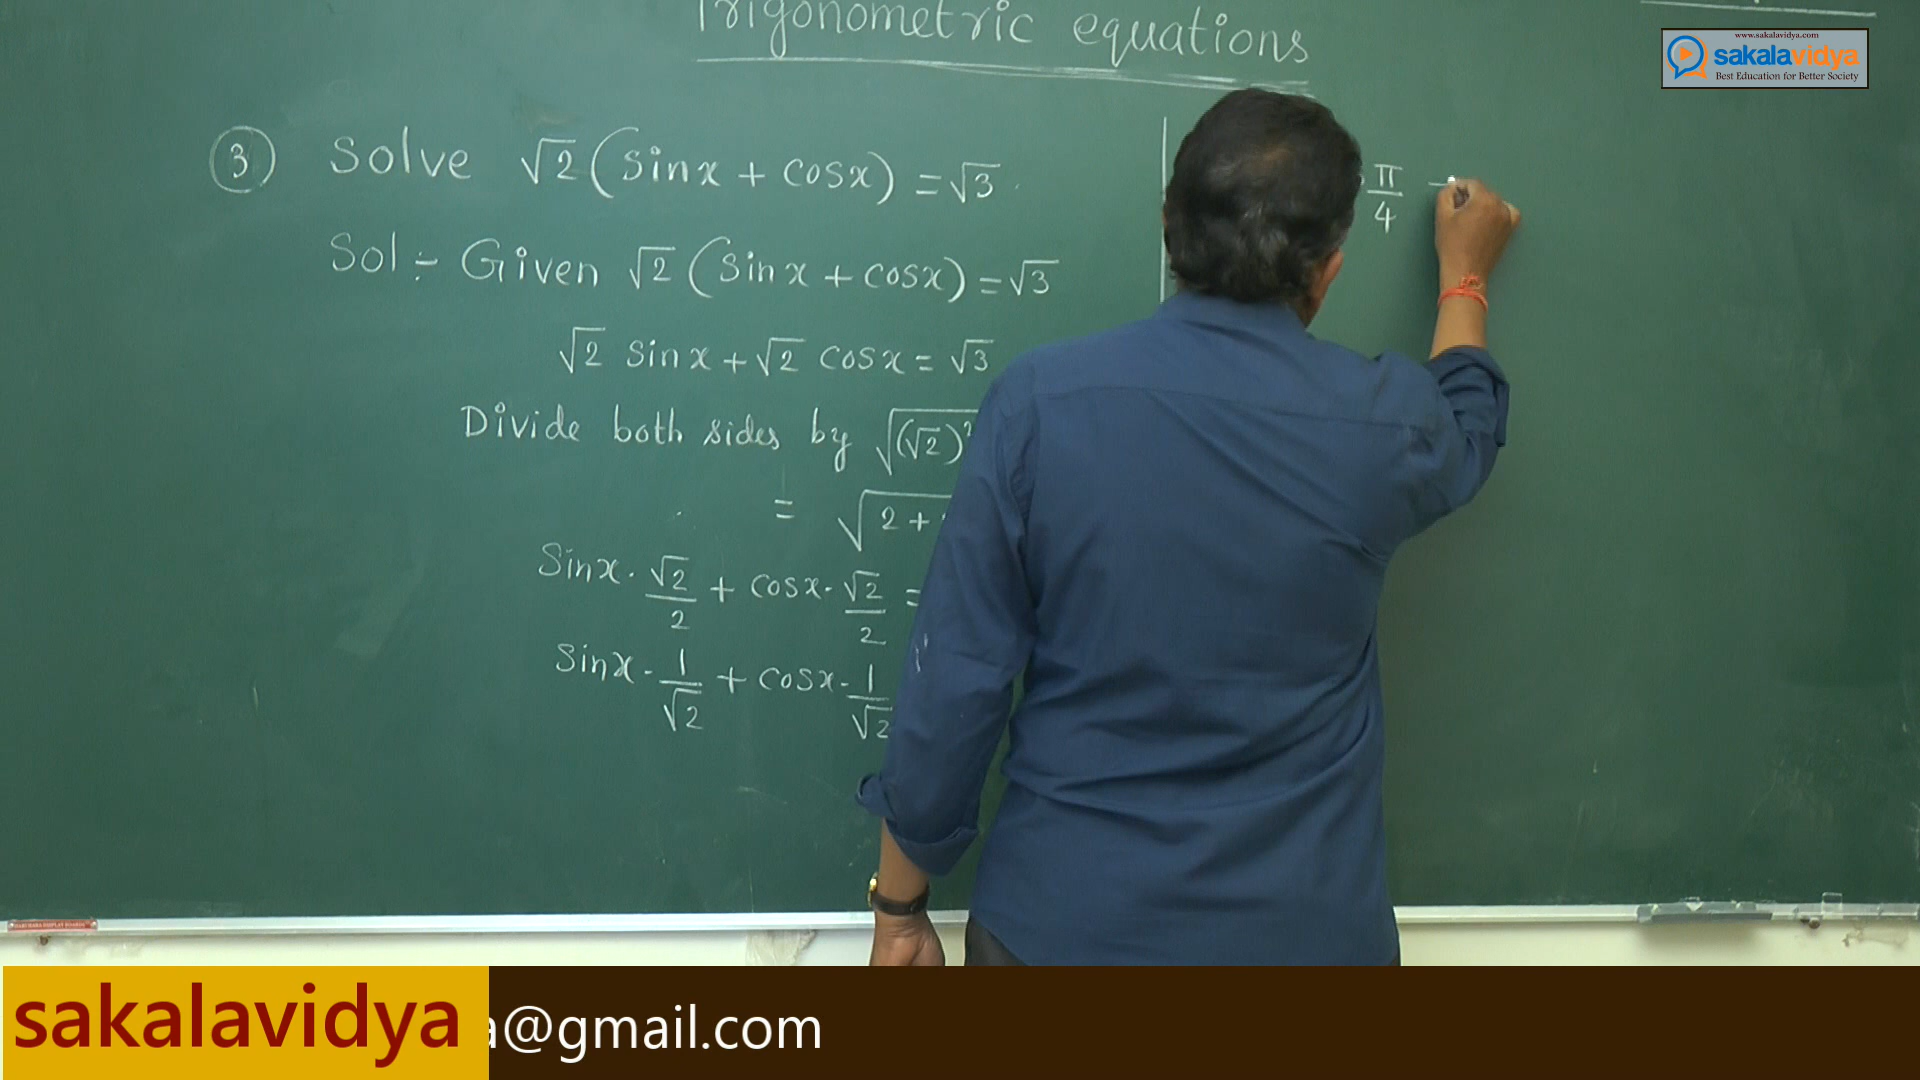 Trigonometric equations
www.sakalavidya.com
sakalavidya
Best Education for Better Society
3 Solve √2 (sinx + cosx) = √3
Sol :- Given √2 (sinx + cosx) = √3
√2 sinx + √2 cosx = √3
Divide both sides by √(√2)²
= √2 +
Sinx · √2/2 + cosx · √2/2 =
Sinx · 1/√2 + cosx · 1/√2
π/4
sakalavidya
a@gmail.com